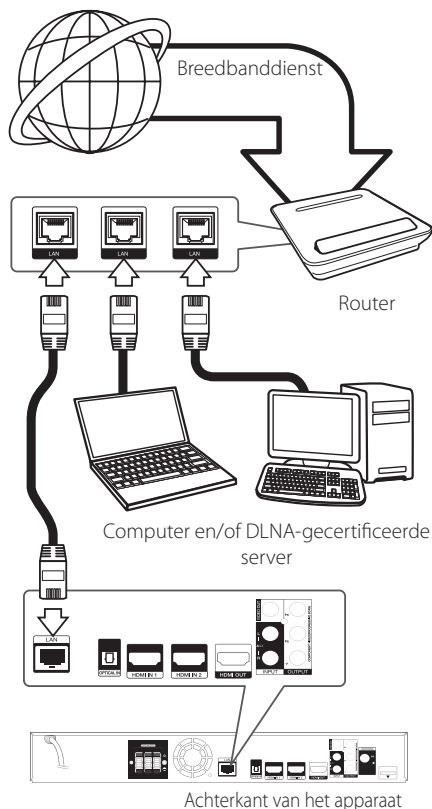 Breedbanddienst
LAN LAN LAN
Router
Computer en/of DLNA-gecertificeerde
server
LAN
OPTICAL IN HDMI IN 1 HDMI IN 2 HDMI OUT INPUT OUTPUT
Achterkant van het apparaat